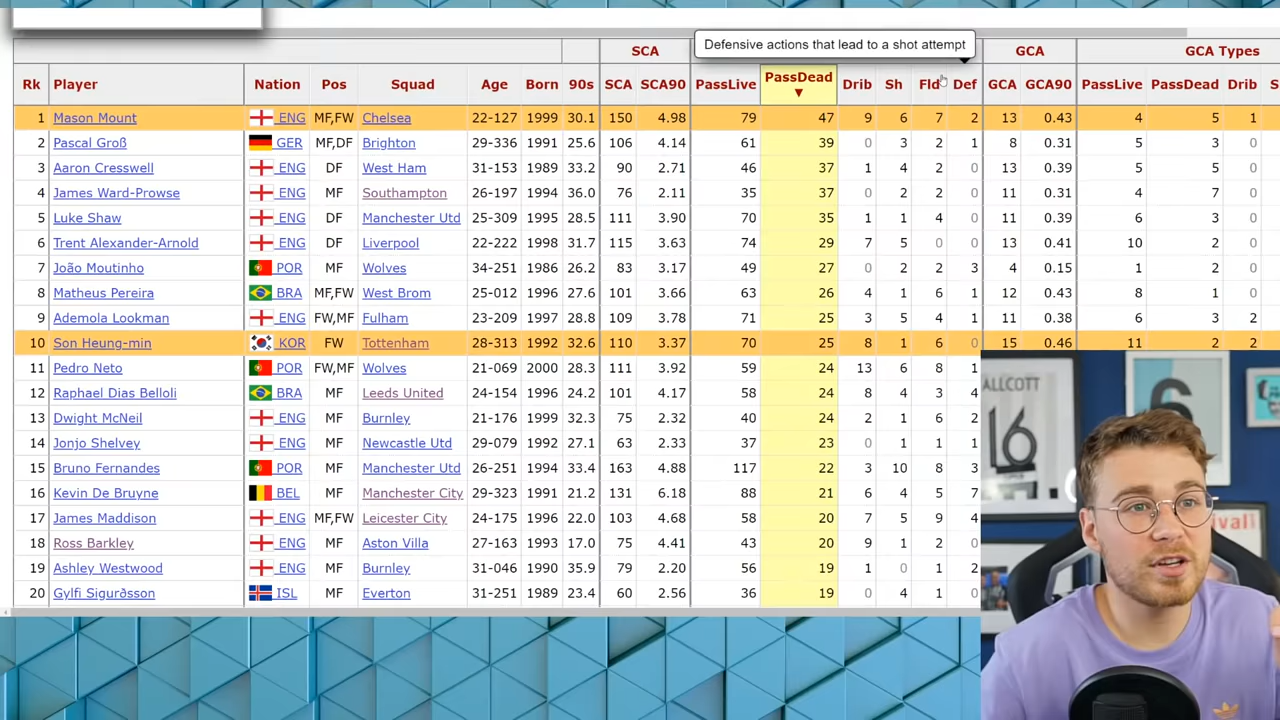 Defensive actions that lead to a shot attempt
SCA GCA GCA Types
Rk Player Nation Pos Squad Age Born 90s SCA SCA90 PassLive PassDead ▼ Drib Sh Fld Def GCA GCA90 PassLive PassDead Drib S
1 Mason Mount ENG MF,FW Chelsea 22-127 1999 30.1 150 4.98 79 47 9 6 7 2 13 0.43 4 5 1
2 Pascal Groß GER MF,DF Brighton 29-336 1991 25.6 106 4.14 61 39 0 3 2 1 8 0.31 5 3 0
3 Aaron Cresswell ENG DF West Ham 31-153 1989 33.2 90 2.71 46 37 1 4 2 0 13 0.39 5 5 0
4 James Ward-Prowse ENG MF Southampton 26-197 1994 36.0 76 2.11 35 37 0 2 2 0 11 0.31 4 7 0
5 Luke Shaw ENG DF Manchester Utd 25-309 1995 28.5 111 3.90 70 35 1 1 4 0 11 0.39 6 3 0
6 Trent Alexander-Arnold ENG DF Liverpool 22-222 1998 31.7 115 3.63 74 29 7 5 0 0 13 0.41 10 2 0
7 João Moutinho POR MF Wolves 34-251 1986 26.2 83 3.17 49 27 0 2 2 3 4 0.15 1 2 0
8 Matheus Pereira BRA MF,FW West Brom 25-012 1996 27.6 101 3.66 63 26 4 1 6 1 12 0.43 8 1 0
9 Ademola Lookman ENG FW,MF Fulham 23-209 1997 28.8 109 3.78 71 25 3 5 4 1 11 0.38 6 3 2
10 Son Heung-min KOR FW Tottenham 28-313 1992 32.6 110 3.37 70 25 8 1 6 0 15 0.46 11 2 2
11 Pedro Neto POR FW,MF Wolves 21-069 2000 28.3 111 3.92 59 24 13 6 8 1
12 Raphael Dias Belloli BRA MF Leeds United 24-154 1996 24.2 101 4.17 58 24 8 4 3 4
13 Dwight McNeil ENG MF Burnley 21-176 1999 32.3 75 2.32 40 24 2 1 6 2
14 Jonjo Shelvey ENG MF Newcastle Utd 29-079 1992 27.1 63 2.33 37 23 0 1 1 1
15 Bruno Fernandes POR MF Manchester Utd 26-251 1994 33.4 163 4.88 117 22 3 10 8 3
16 Kevin De Bruyne BEL MF Manchester City 29-323 1991 21.2 131 6.18 88 21 6 4 5 7
17 James Maddison ENG MF,FW Leicester City 24-175 1996 22.0 103 4.68 58 20 7 5 9 4
18 Ross Barkley ENG MF Aston Villa 27-163 1993 17.0 75 4.41 43 20 9 1 2 0
19 Ashley Westwood ENG MF Burnley 31-046 1990 35.9 79 2.20 56 19 1 0 1 2
20 Gylfi Sigurðsson ISL MF Everton 31-251 1989 23.4 60 2.56 36 19 0 4 1 0
ALLCOTT
16